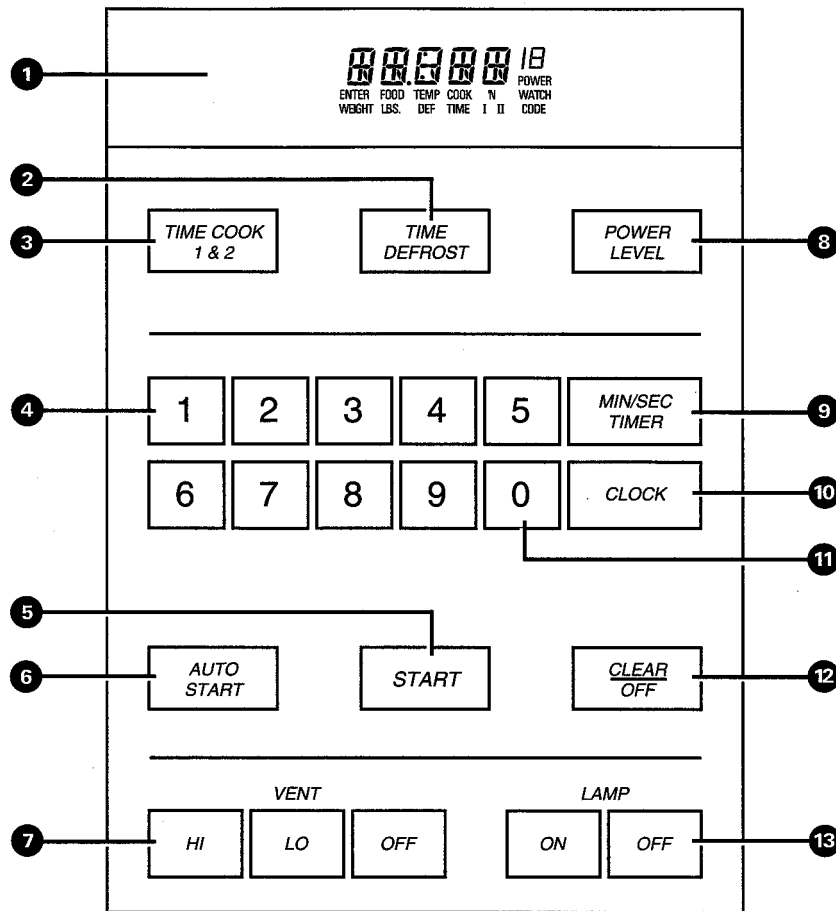 1
18
POWER
ENTER FOOD TEMP COOK 'N WATCH
WEIGHT LBS. DEF TIME I II CODE
2
3
TIME COOK
1 & 2
TIME
DEFROST
POWER
LEVEL
8
4
1 2 3 4 5
MIN/SEC
TIMER
9
6 7 8 9 0
CLOCK
10
11
5
6
AUTO
START
START
CLEAR
OFF
12
VENT
LAMP
7
HI LO OFF
ON OFF
13